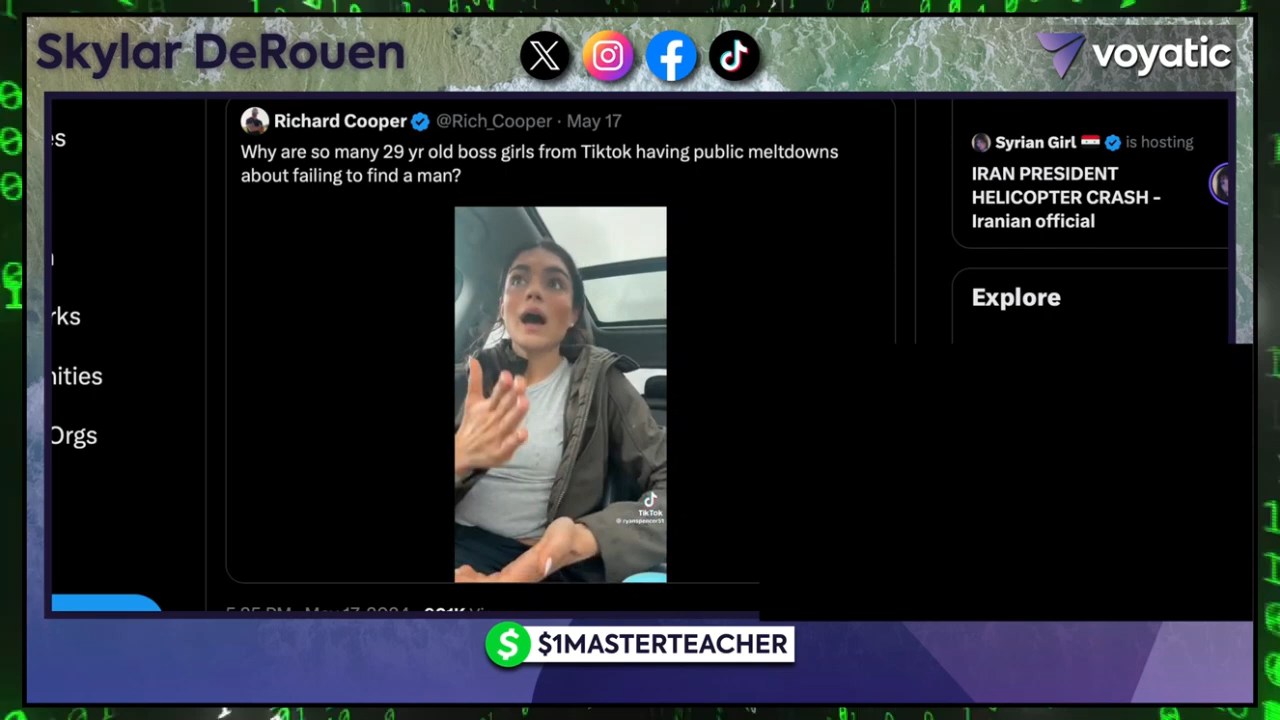 Skylar DeRouen
voyatic
Richard Cooper @Rich_Cooper · May 17
Why are so many 29 yr old boss girls from Tiktok having public meltdowns
about failing to find a man?
Syrian Girl is hosting
IRAN PRESIDENT
HELICOPTER CRASH -
Iranian official
Explore
es
rks
nities
Orgs
TikTok
$1MASTERTEACHER